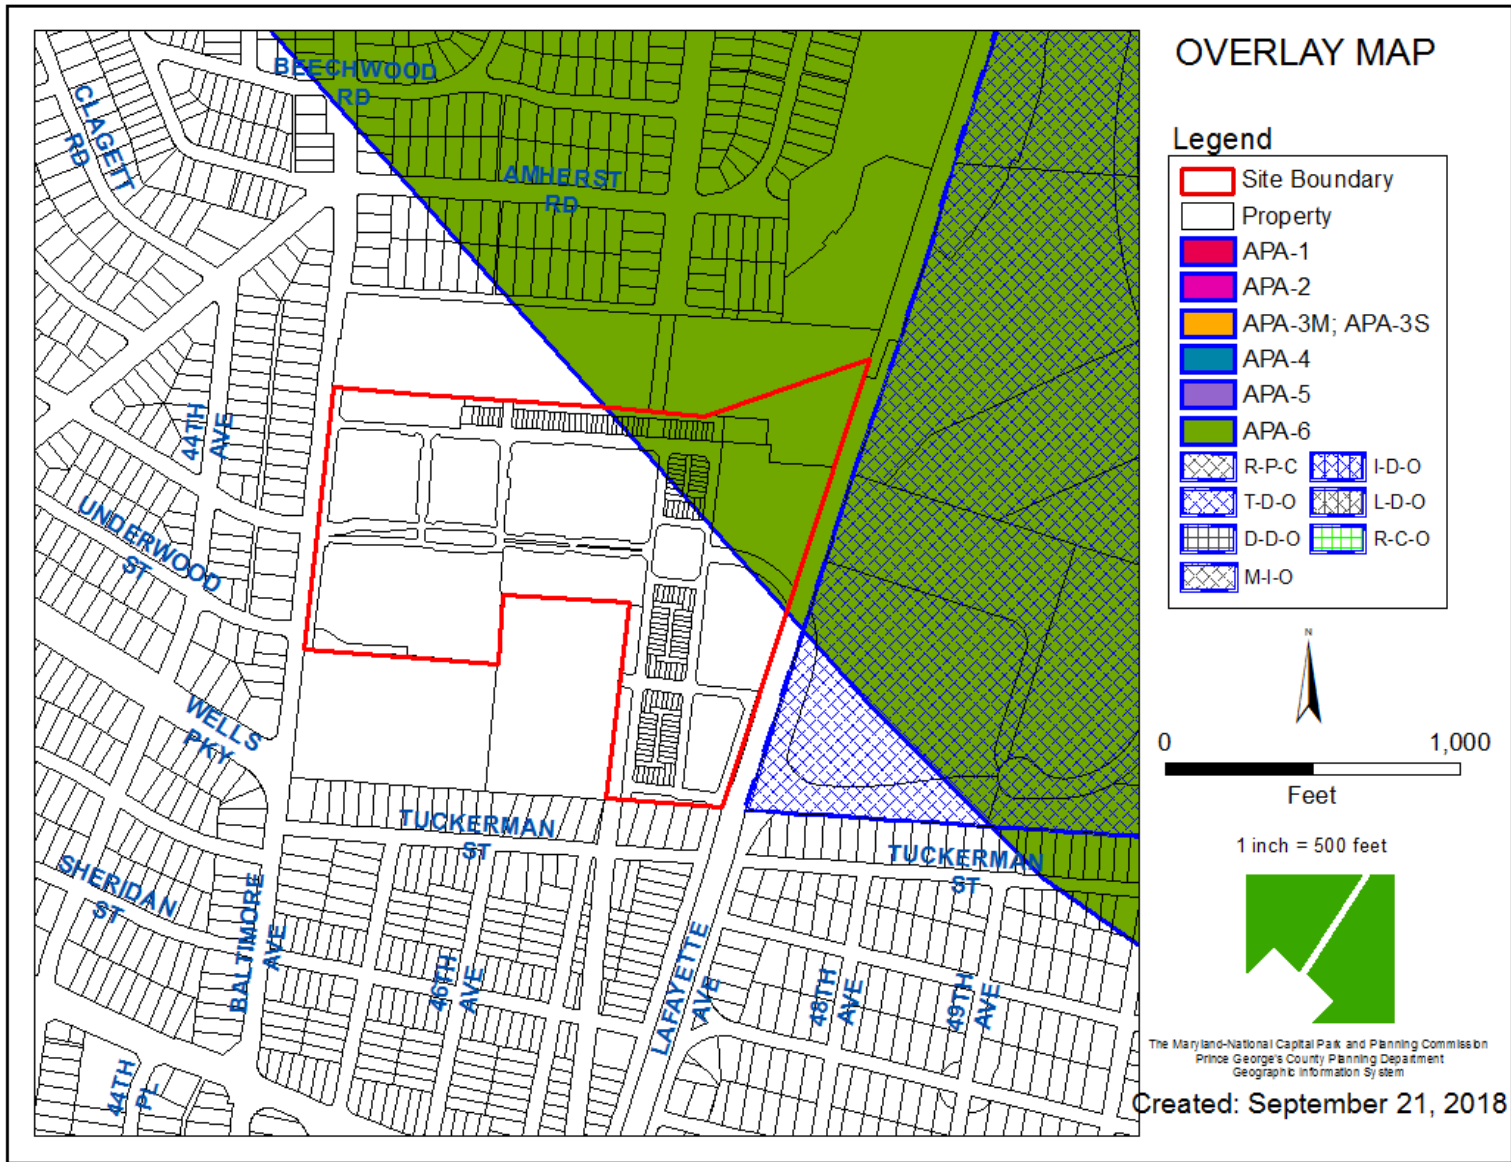 OVERLAY MAP
Legend
Site Boundary
Property
APA-1
APA-2
APA-3M; APA-3S
APA-4
APA-5
APA-6
R-P-C
I-D-O
T-D-O
L-D-O
D-D-O
R-C-O
M-I-O
N
0
1,000
Feet
1 inch = 500 feet
The Maryland-National Capital Park and Planning Commission
Prince George's County Planning Department
Geographic Information System
Created: September 21, 2018
BEECHWOOD
RD
CLAGETT
RD
AMHERST
RD
44TH
AVE
UNDERWOOD
ST
WELLS
PKY
TUCKERMAN
ST
TUCKERMAN
ST
SHERIDAN
ST
BALTIMORE
AVE
46TH
AVE
LAFAYETTE
AVE
48TH
AVE
49TH
AVE
44TH
PL